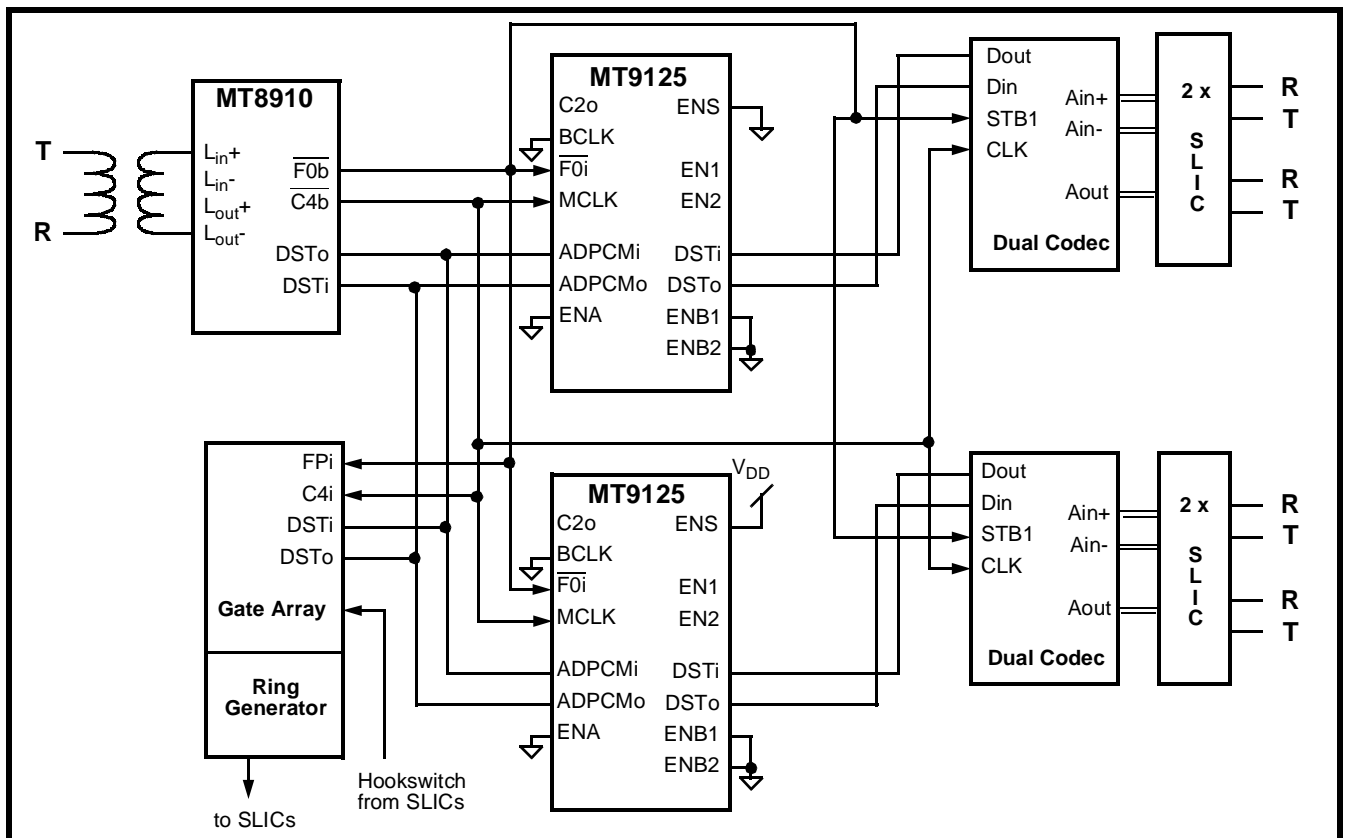 T
R
MT8910
Lin+
Lin-
Lout+
Lout-
F0b
C4b
DSTo
DSTi
MT9125
C2o
BCLK
F0i
MCLK
ADPCMi
ADPCMo
ENA
ENS
EN1
EN2
DSTi
DSTo
ENB1
ENB2
Dout
Din
STB1
CLK
Ain+
Ain-
Aout
Dual Codec
2 x
S
L
I
C
R
T
R
T
FPi
C4i
DSTi
DSTo
Gate Array
Ring
Generator
to SLICs
Hookswitch
from SLICs
MT9125
C2o
BCLK
F0i
MCLK
ADPCMi
ADPCMo
ENA
VDD
ENS
EN1
EN2
DSTi
DSTo
ENB1
ENB2
Dout
Din
STB1
CLK
Ain+
Ain-
Aout
Dual Codec
2 x
S
L
I
C
R
T
R
T